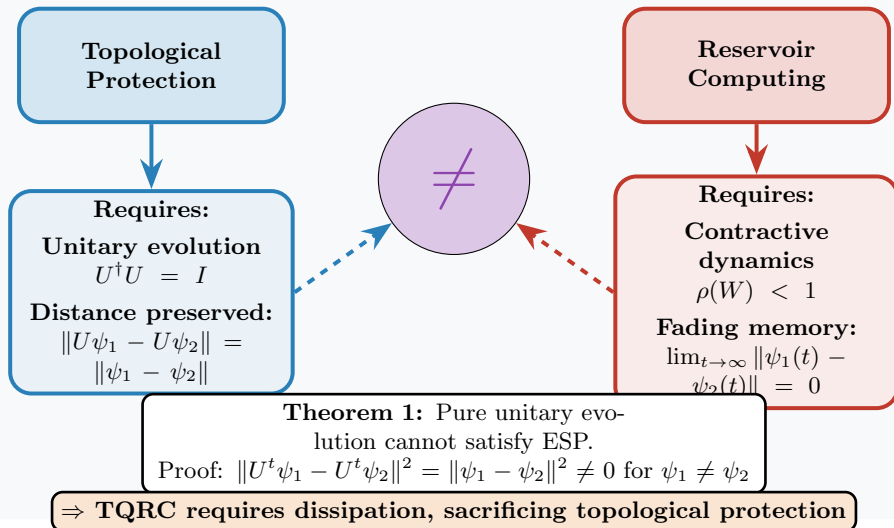 Topological
Protection
Requires:
Unitary evolution
U†U = I
Distance preserved:
‖Uψ₁ − Uψ₂‖ =
‖ψ₁ − ψ₂‖
≠
Reservoir
Computing
Requires:
Contractive
dynamics
ρ(W) < 1
Fading memory:
lim_{t→∞} ‖ψ₁(t) −
ψ₂(t)‖ = 0
Theorem 1: Pure unitary evo-
lution cannot satisfy ESP.
Proof: ‖Uᵗψ₁ − Uᵗψ₂‖² = ‖ψ₁ − ψ₂‖² ≠ 0 for ψ₁ ≠ ψ₂
⇒ TQRC requires dissipation, sacrificing topological protection